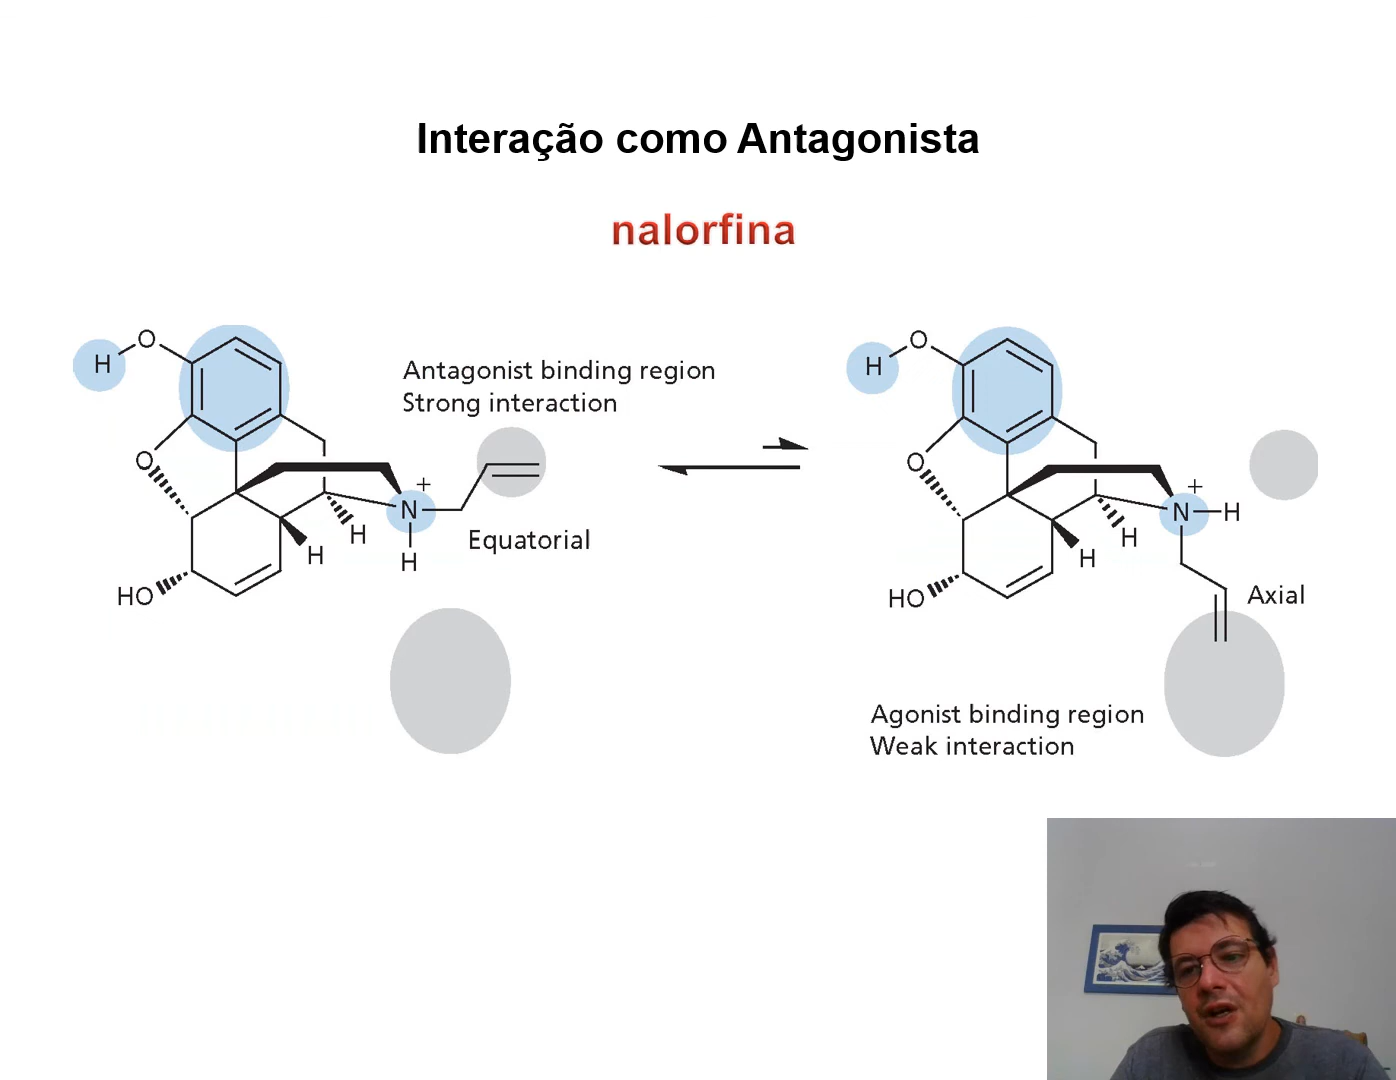 Interação como Antagonista
nalorfina
H
O
Antagonist binding region
Strong interaction
O
+
N
H
H
H
Equatorial
HO
H
O
O
+
N
H
H
H
Axial
HO
Agonist binding region
Weak interaction